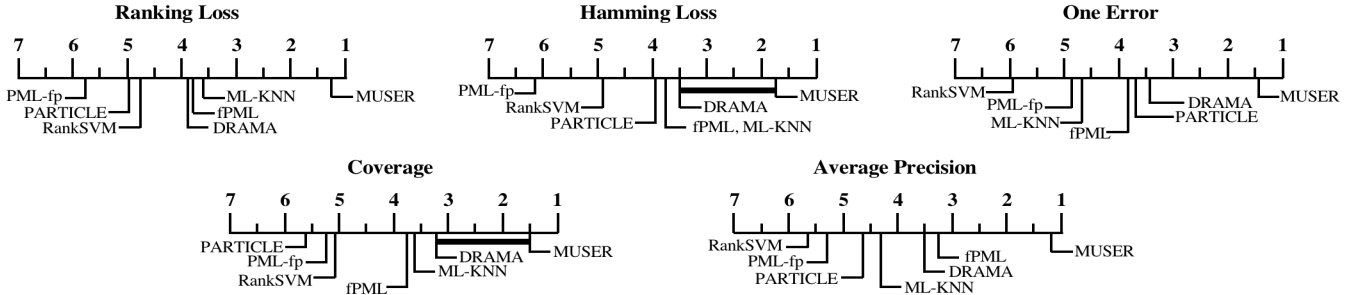 Ranking Loss
7 6 5 4 3 2 1
PML-fp
PARTICLE
RankSVM
ML-KNN
fPML
DRAMA
MUSER
Hamming Loss
7 6 5 4 3 2 1
PML-fp
RankSVM
PARTICLE
DRAMA
fPML, ML-KNN
MUSER
One Error
7 6 5 4 3 2 1
RankSVM
PML-fp
ML-KNN
fPML
DRAMA
PARTICLE
MUSER
Coverage
7 6 5 4 3 2 1
PARTICLE
PML-fp
RankSVM
fPML
DRAMA
ML-KNN
MUSER
Average Precision
7 6 5 4 3 2 1
RankSVM
PML-fp
PARTICLE
fPML
DRAMA
ML-KNN
MUSER